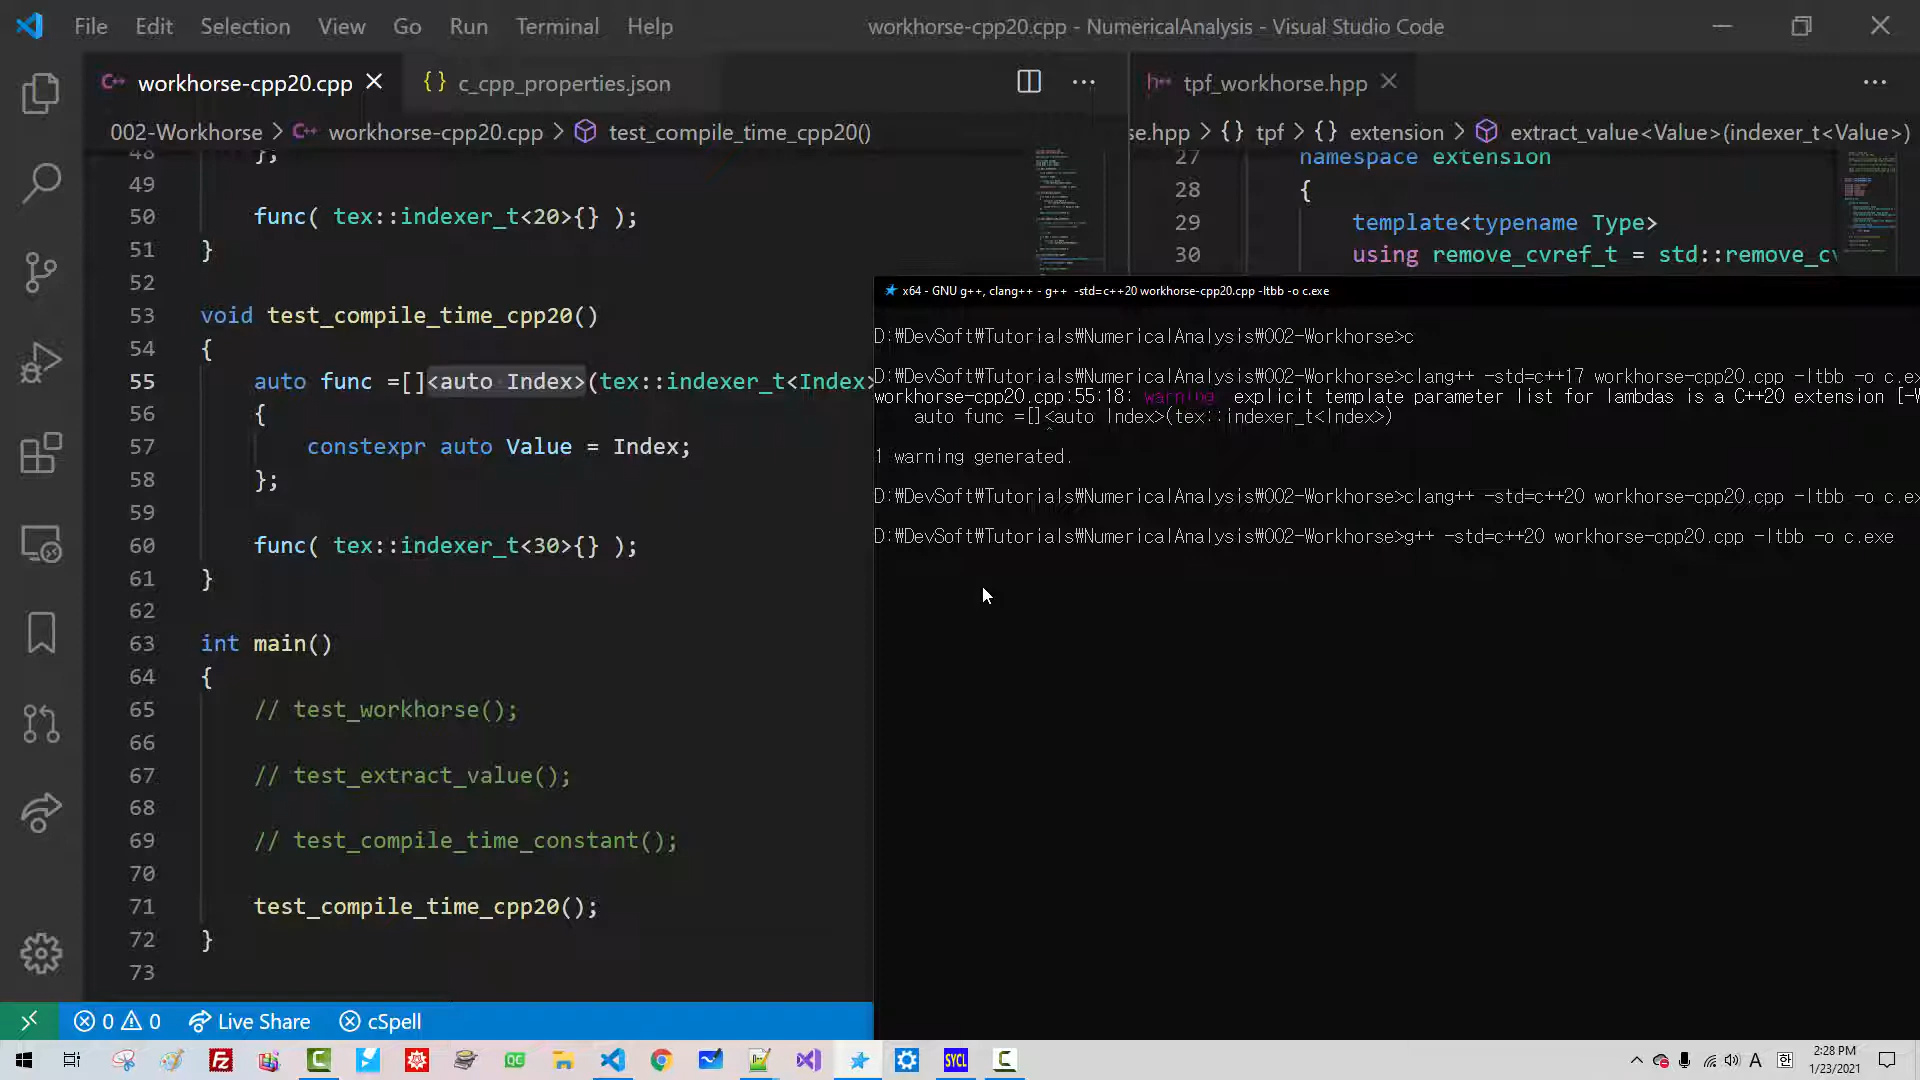 File Edit Selection View Go Run Terminal Help
workhorse-cpp20.cpp - NumericalAnalysis - Visual Studio Code
workhorse-cpp20.cpp
{} c_cpp_properties.json
tpf_workhorse.hpp
002-Workhorse > workhorse-cpp20.cpp > test_compile_time_cpp20()
se.hpp > {} tpf > {} extension > extract_value<Value>(indexer_t<Value>)
48 };
49
50 func( tex::indexer_t<20>{} );
51 }
52
53 void test_compile_time_cpp20()
54 {
55 auto func =[]<auto Index>(tex::indexer_t<Index>
56 {
57 constexpr auto Value = Index;
58 };
59
60 func( tex::indexer_t<30>{} );
61 }
62
63 int main()
64 {
65 // test_workhorse();
66
67 // test_extract_value();
68
69 // test_compile_time_constant();
70
71 test_compile_time_cpp20();
72 }
73
27 namespace extension
28 {
29 template<typename Type>
30 using remove_cvref_t = std::remove_cv
x64 - GNU g++, clang++ - g++ -std=c++20 workhorse-cpp20.cpp -ltbb -o c.exe
D:₩DevSoft₩Tutorials₩NumericalAnalysis₩002-Workhorse>c
D:₩DevSoft₩Tutorials₩NumericalAnalysis₩002-Workhorse>clang++ -std=c++17 workhorse-cpp20.cpp -ltbb -o c.ex
workhorse-cpp20.cpp:55:18: warning: explicit template parameter list for lambdas is a C++20 extension [-W
auto func =[]<auto Index>(tex::indexer_t<Index>)
^
1 warning generated.
D:₩DevSoft₩Tutorials₩NumericalAnalysis₩002-Workhorse>clang++ -std=c++20 workhorse-cpp20.cpp -ltbb -o c.ex
D:₩DevSoft₩Tutorials₩NumericalAnalysis₩002-Workhorse>g++ -std=c++20 workhorse-cpp20.cpp -ltbb -o c.exe
0 0 Live Share cSpell
QC
SYCL
A 한
2:28 PM
1/23/2021